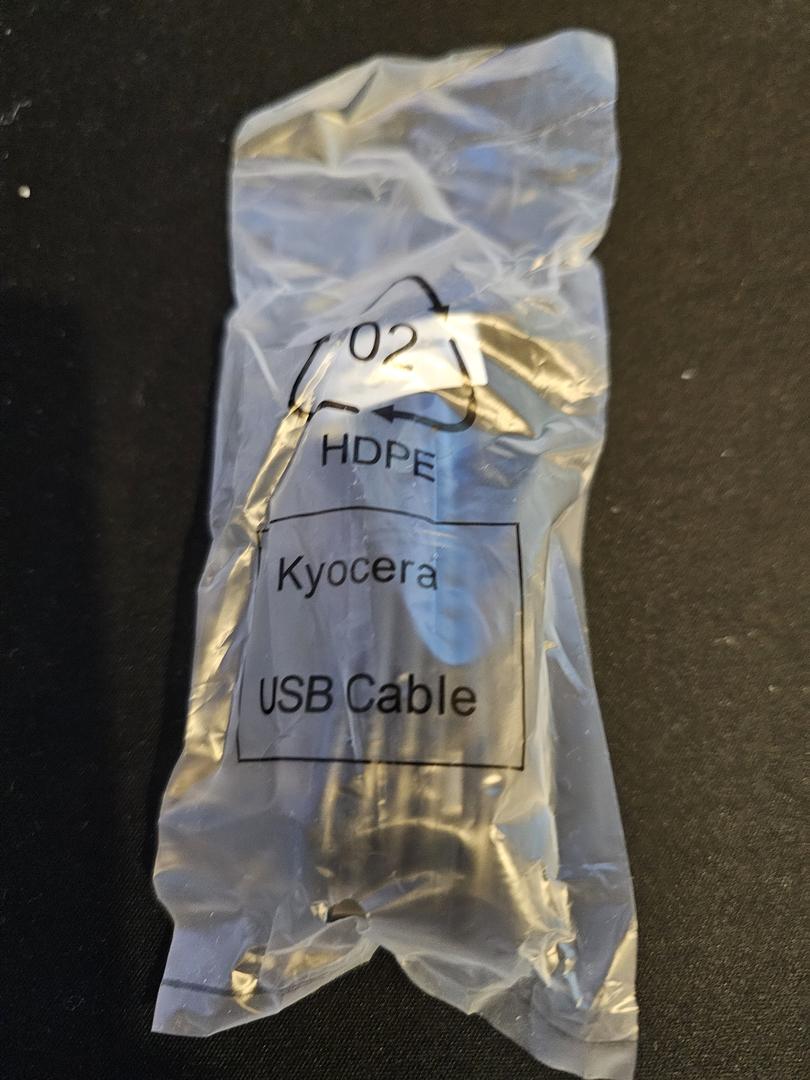 02
HDPE
Kyocera
USB Cable